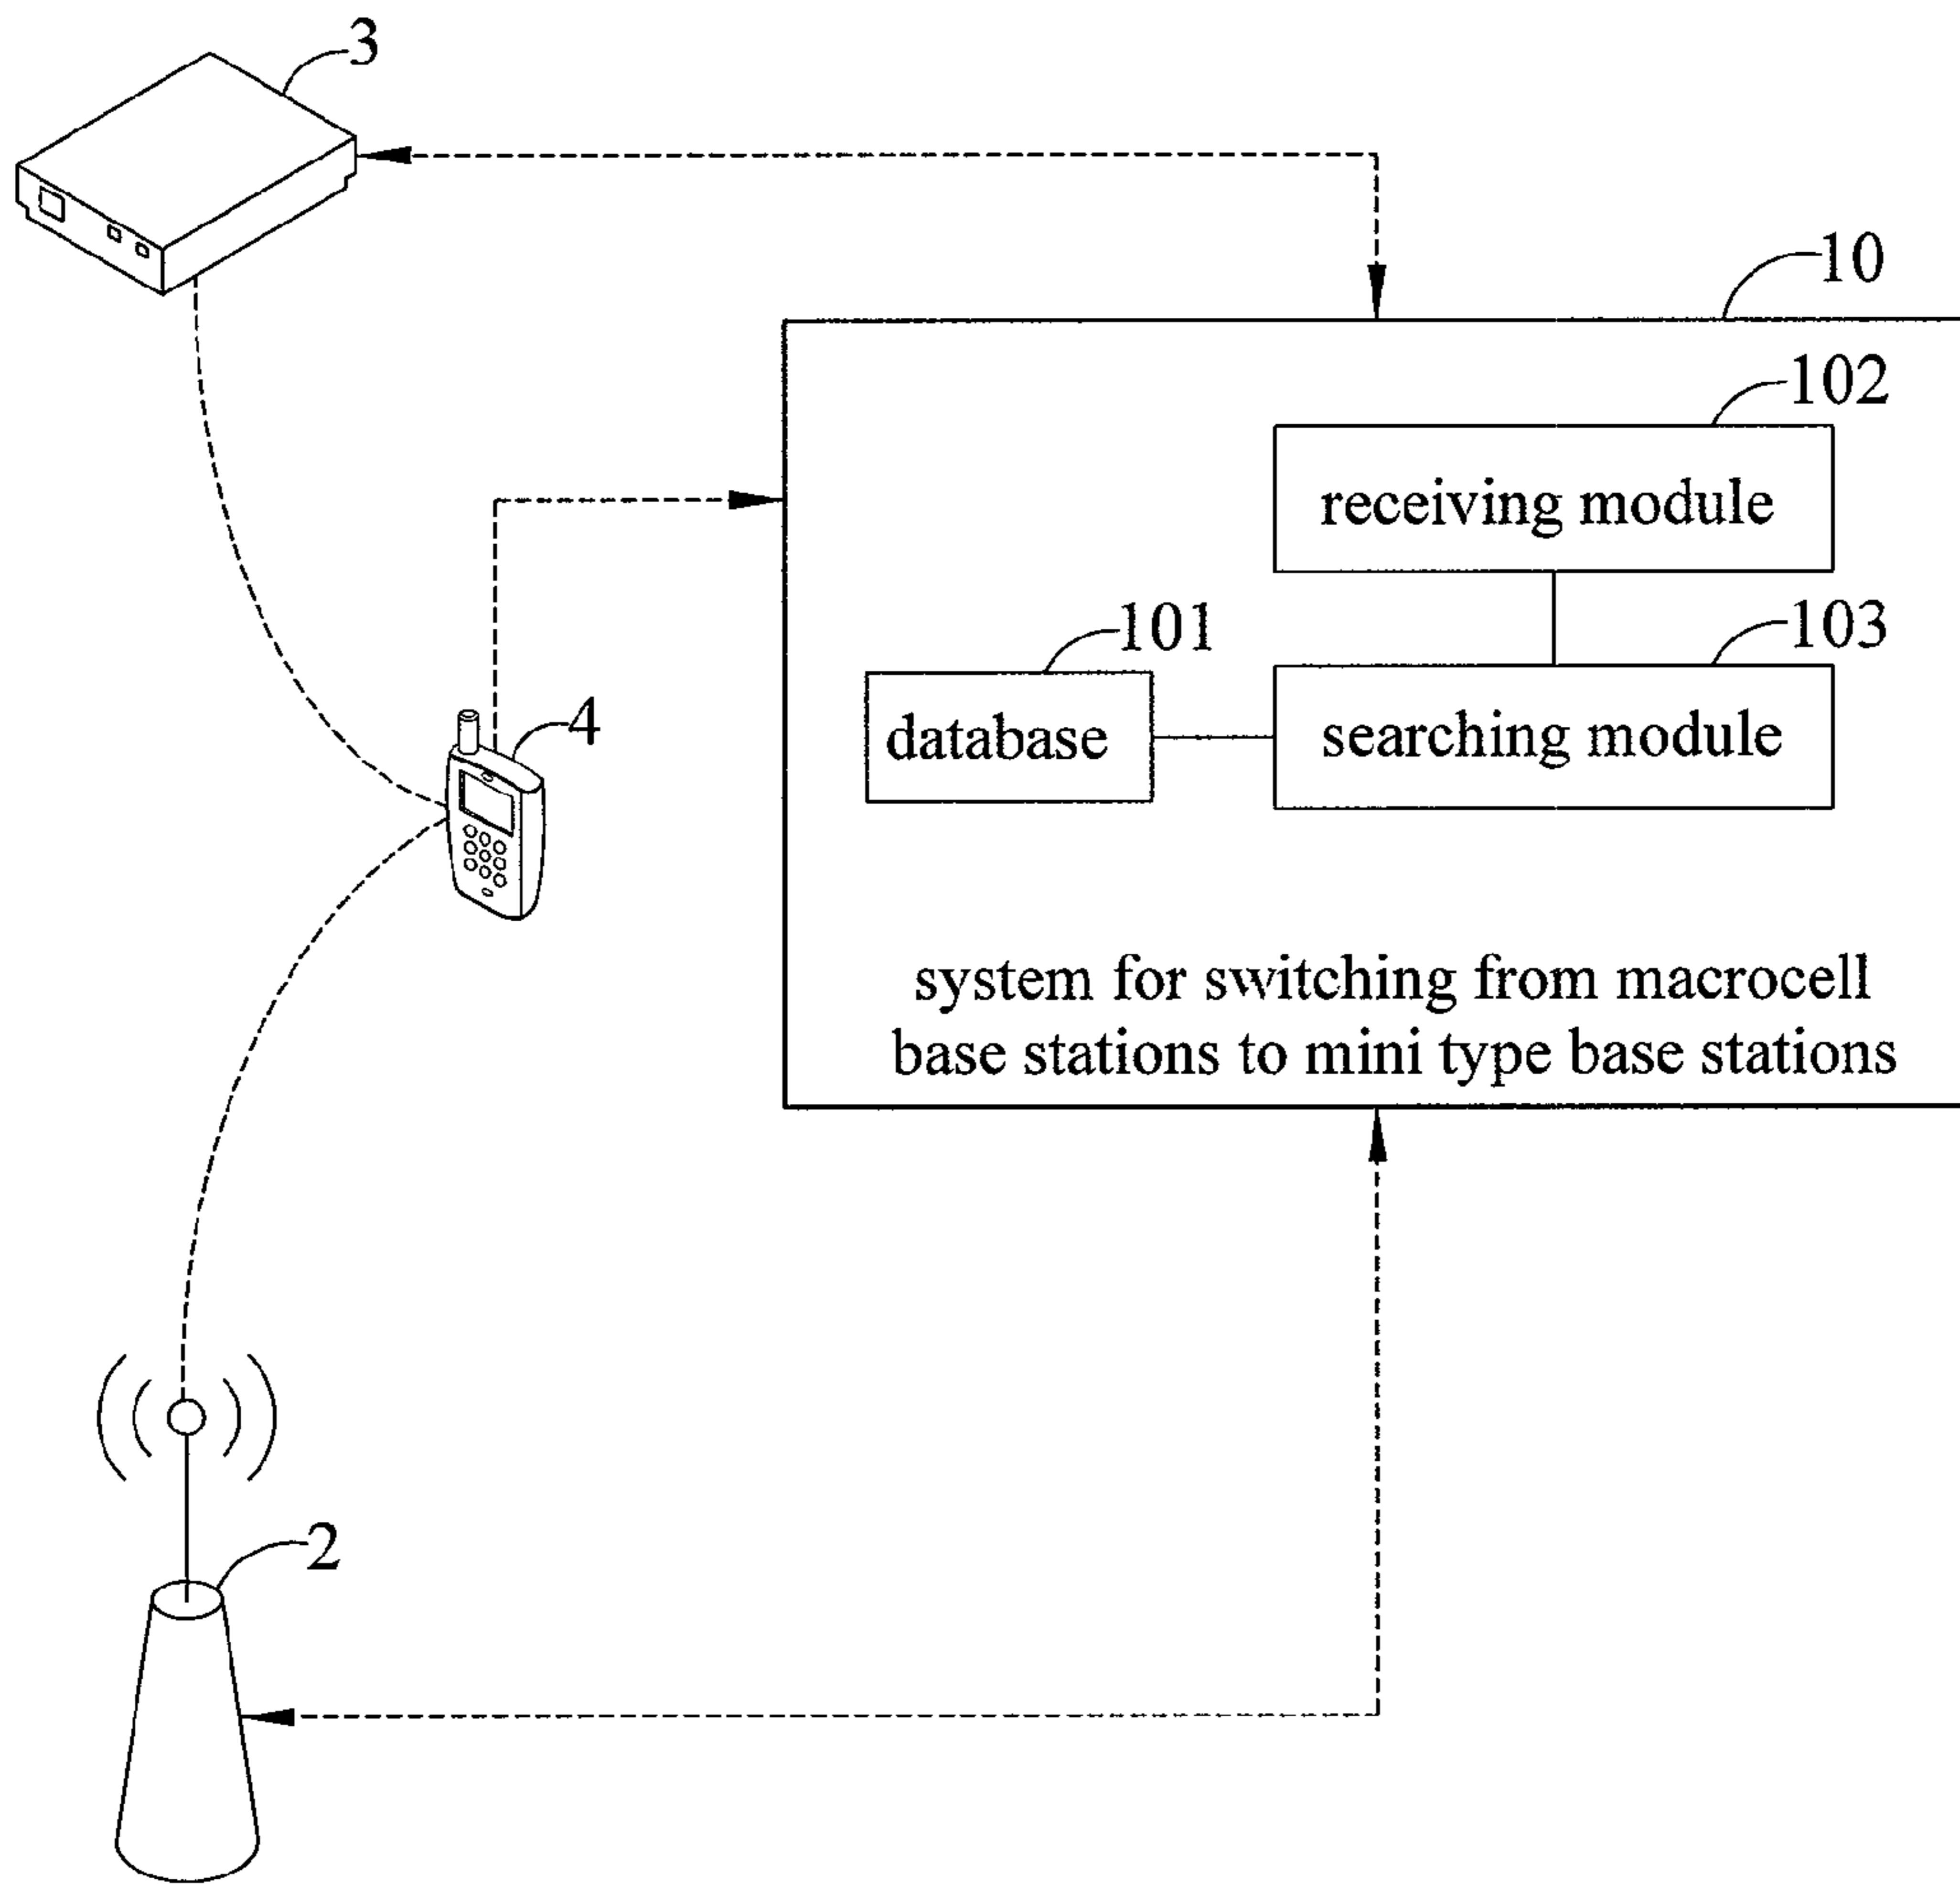 3
10
102
receiving module
101
103
database
searching module
4
system for switching from macrocell
base stations to mini type base stations
2